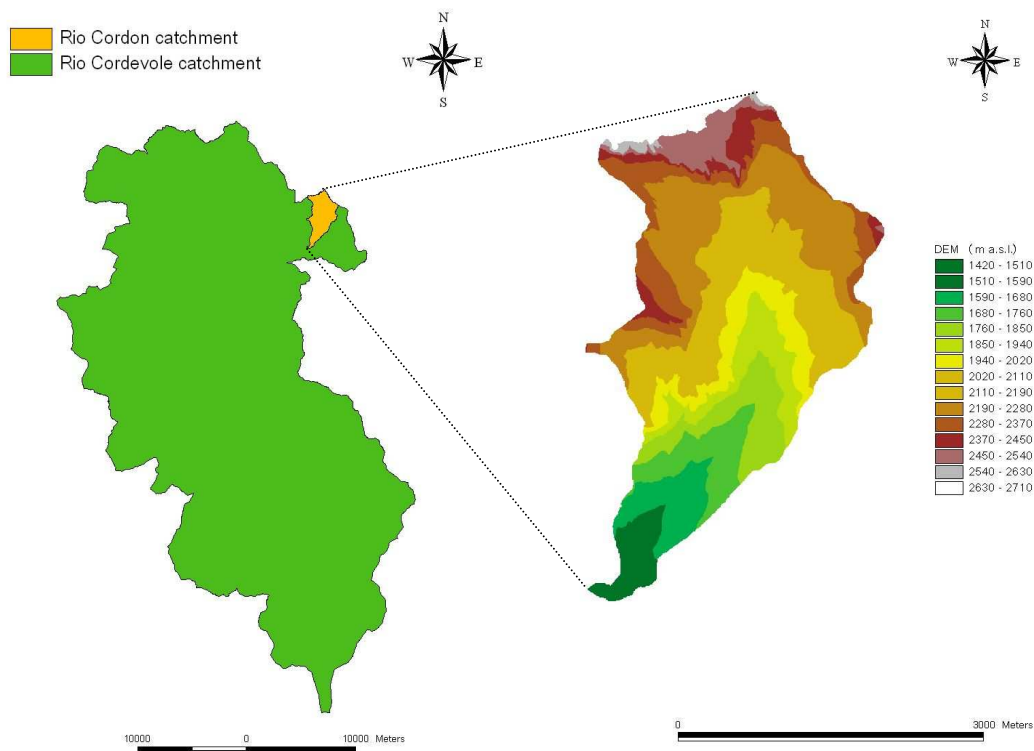 Rio Cordon catchment
Rio Cordevole catchment
N
W E
S
N
W E
S
DEM (m a.s.l.)
1420 - 1510
1510 - 1590
1590 - 1680
1680 - 1760
1760 - 1850
1850 - 1940
1940 - 2020
2020 - 2110
2110 - 2190
2190 - 2280
2280 - 2370
2370 - 2450
2450 - 2540
2540 - 2630
2630 - 2710
10000 0 10000 Meters
0 3000 Meters